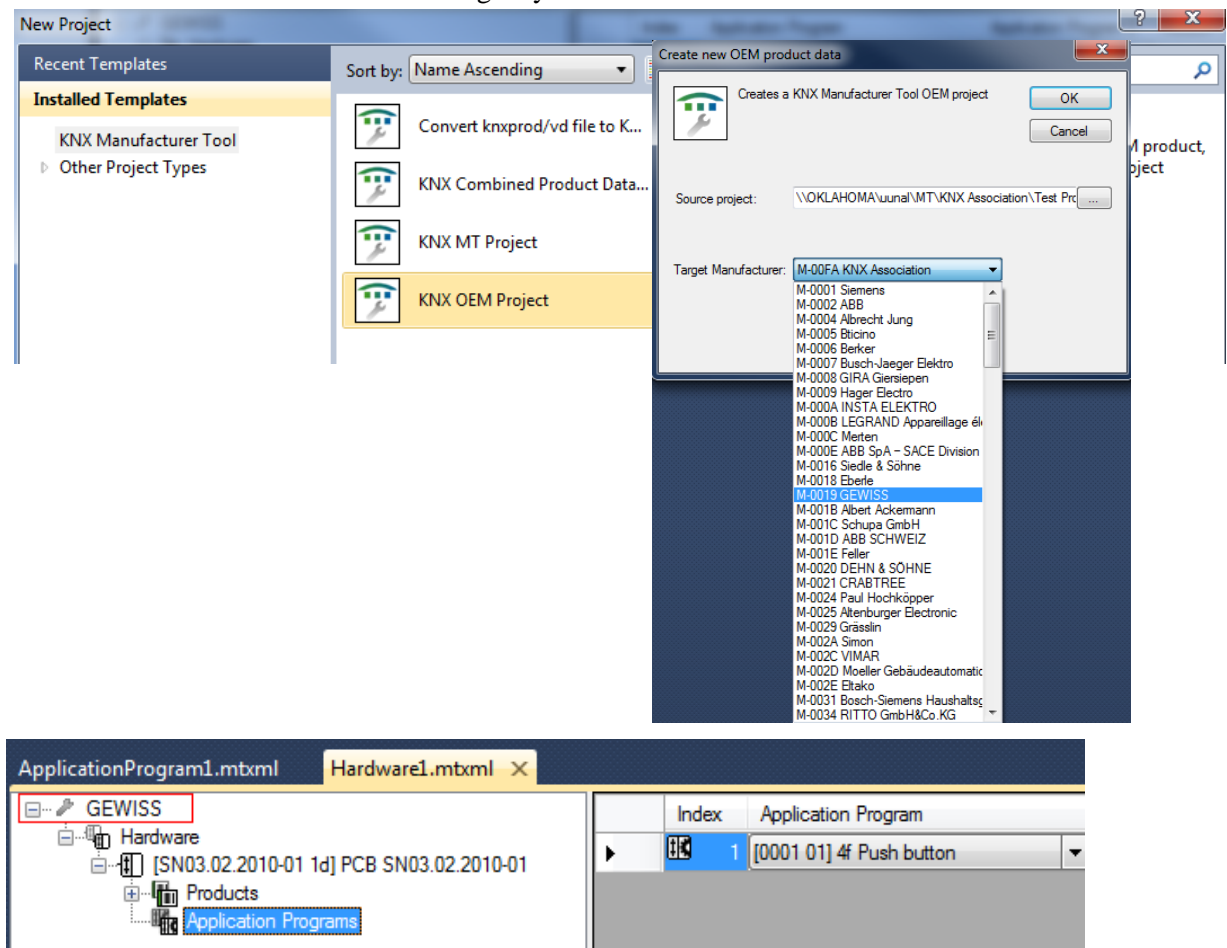 New Project
Recent Templates
Installed Templates
KNX Manufacturer Tool
Other Project Types
Sort by: Name Ascending
Convert knxprod/vd file to K...
KNX Combined Product Data...
KNX MT Project
KNX OEM Project
Create new OEM product data
Creates a KNX Manufacturer Tool OEM project
OK
Cancel
Source project: \\OKLAHOMA\uunal\MT\KNX Association\Test Prc ...
Target Manufacturer: M-00FA KNX Association
M-0001 Siemens
M-0002 ABB
M-0004 Albrecht Jung
M-0005 Bticino
M-0006 Berker
M-0007 Busch-Jaeger Elektro
M-0008 GIRA Giersiepen
M-0009 Hager Electro
M-000A INSTA ELEKTRO
M-000B LEGRAND Appareillage éle
M-000C Merten
M-000E ABB SpA – SACE Division
M-0016 Siedle & Söhne
M-0018 Eberle
M-0019 GEWISS
M-001B Albert Ackermann
M-001C Schupa GmbH
M-001D ABB SCHWEIZ
M-001E Feller
M-0020 DEHN & SÖHNE
M-0021 CRABTREE
M-0024 Paul Hochköpper
M-0025 Altenburger Electronic
M-0029 Grässlin
M-002A Simon
M-002C VIMAR
M-002D Moeller Gebäudeautomatic
M-002E Eltako
M-0031 Bosch-Siemens Haushaltsg
M-0034 RITTO GmbH&Co.KG
M product,
oject
ApplicationProgram1.mtxml
Hardware1.mtxml
GEWISS
Hardware
[SN03.02.2010-01 1d] PCB SN03.02.2010-01
Products
Application Programs
Index Application Program
1 [0001 01] 4f Push button